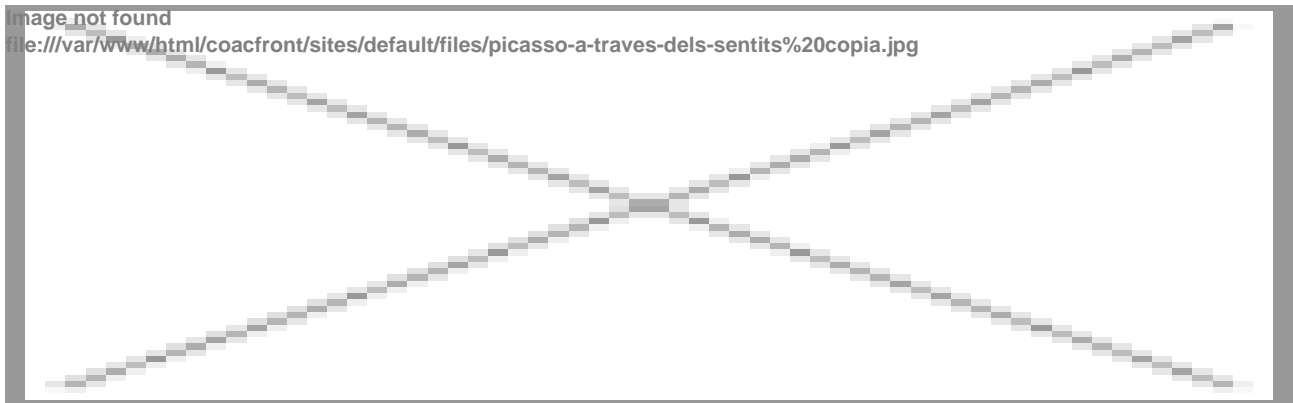 Image not found
file:///var/www/html/coacfront/sites/default/files/picasso-a-traves-dels-sentits%20copia.jpg